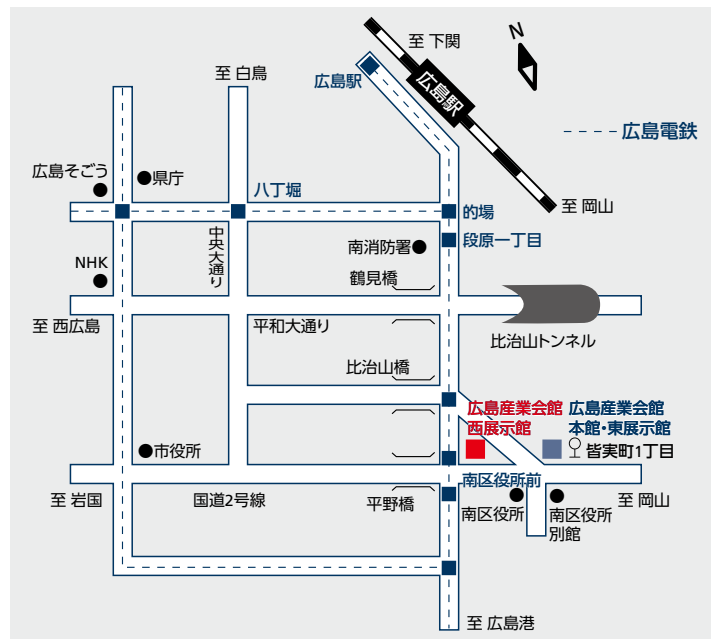 至 下関
N
至 白鳥
広島駅
広島駅
広島電鉄
広島そごう
県庁
八丁堀
的場
至 岡山
中央大通り
南消防署
段原一丁目
NHK
鶴見橋
至 西広島
平和大通り
比治山トンネル
比治山橋
広島産業会館
西展示館
広島産業会館
本館・東展示館
市役所
皆実町1丁目
南区役所前
至 岩国
国道2号線
平野橋
南区役所
南区役所
別館
至 岡山
至 広島港